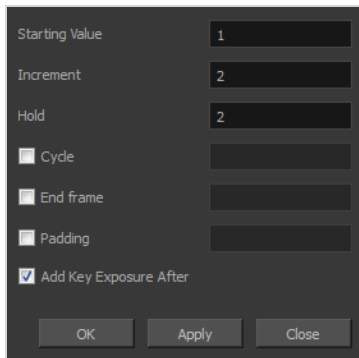 Starting Value 1
Increment 2
Hold 2
Cycle
End frame
Padding
Add Key Exposure After
OK Apply Close